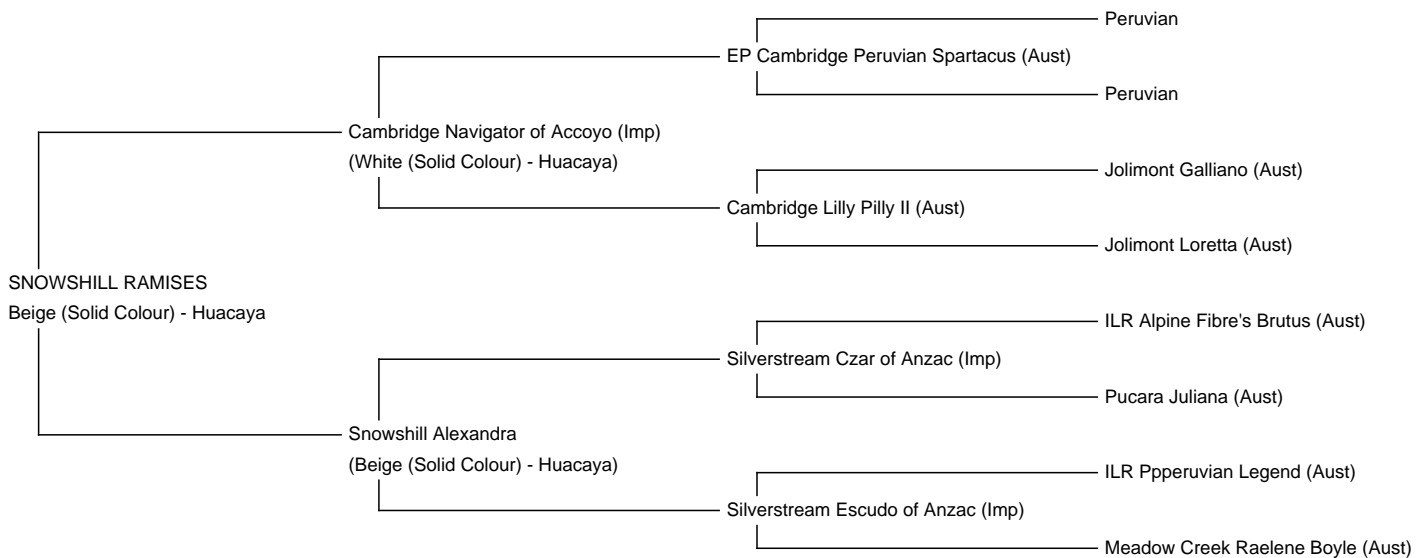 Peruvian
EP Cambridge Peruvian Spartacus (Aust)
Peruvian
Cambridge Navigator of Accoyo (Imp)
(White (Solid Colour) - Huacaya)
Jolimont Galliano (Aust)
Cambridge Lilly Pilly II (Aust)
Jolimont Loretta (Aust)
SNOWSHILL RAMISES
Beige (Solid Colour) - Huacaya
ILR Alpine Fibre's Brutus (Aust)
Silverstream Czar of Anzac (Imp)
Pucara Juliana (Aust)
Snowshill Alexandra
(Beige (Solid Colour) - Huacaya)
ILR Ppperuvian Legend (Aust)
Silverstream Escudo of Anzac (Imp)
Meadow Creek Raelene Boyle (Aust)